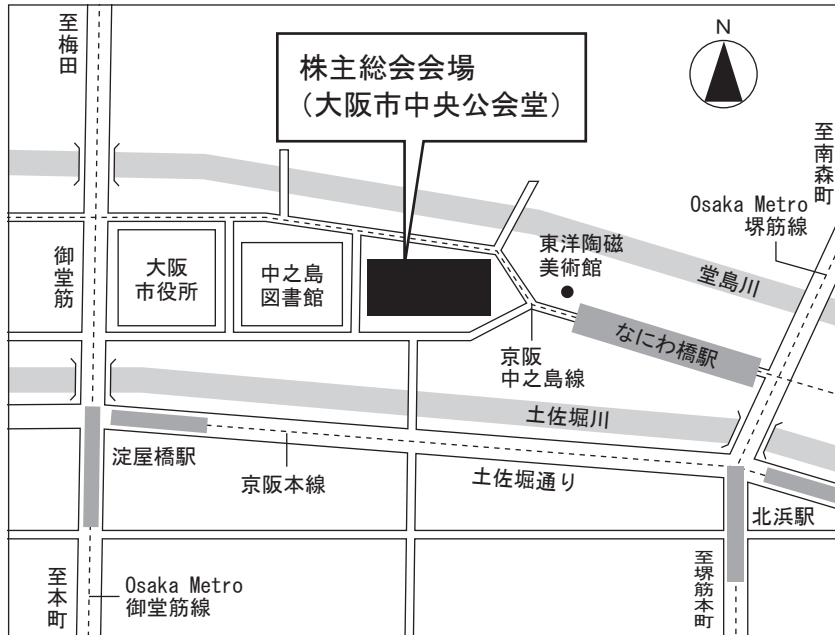 至梅田
株主総会会場
（大阪市中央公会堂）
N
至南森町
Osaka Metro
堺筋線
御堂筋
大阪
市役所
中之島
図書館
東洋陶磁
美術館
堂島川
なにわ橋駅
京阪
中之島線
土佐堀川
淀屋橋駅
京阪本線
土佐堀通り
北浜駅
至本町
Osaka Metro
御堂筋線
至堺筋本町